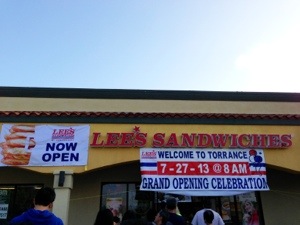 LEE'S SANDWICHES
LEE'S
NOW
OPEN
LEE'S
WELCOME TO TORRANCE
7-27-13 @ 8 AM
GRAND OPENING CELEBRATION